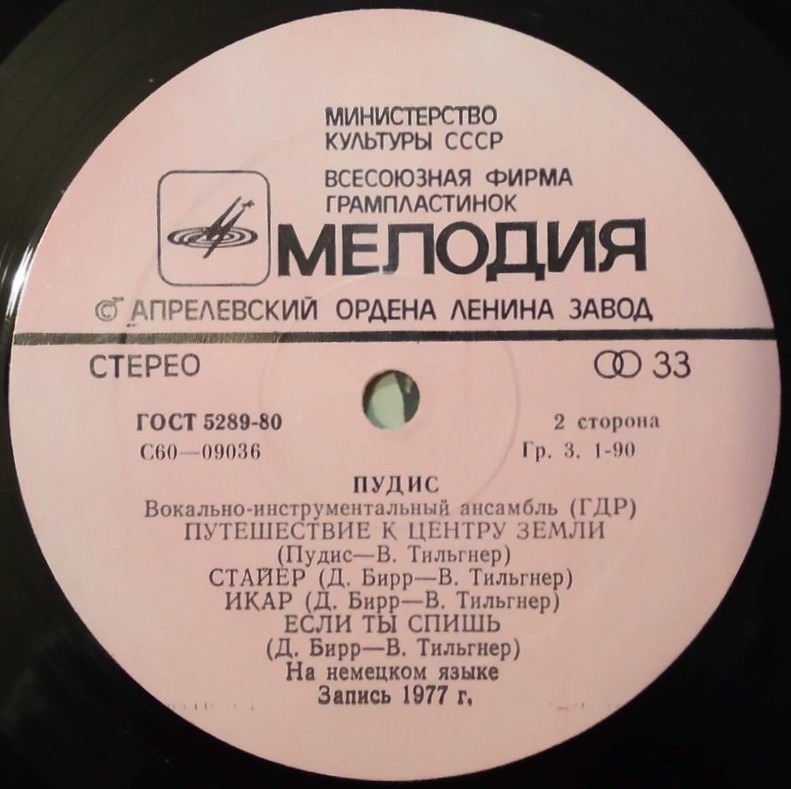 МИНИСТЕРСТВО
КУЛЬТУРЫ СССР
ВСЕСОЮЗНАЯ ФИРМА
ГРАМПЛАСТИНОК
МЕЛОДИЯ
© АПРЕЛЕВСКИЙ ОРДЕНА ЛЕНИНА ЗАВОД
СТЕРЕО 33
ГОСТ 5289-80 2 сторона
С60—09036 Гр. 3. 1-90
ПУДИС
Вокально-инструментальный ансамбль (ГДР)
ПУТЕШЕСТВИЕ К ЦЕНТРУ ЗЕМЛИ
(Пудис—В. Тильгнер)
СТАЙЕР (Д. Бирр—В. Тильгнер)
ИКАР (Д. Бирр—В. Тильгнер)
ЕСЛИ ТЫ СПИШЬ
(Д. Бирр—В. Тильгнер)
На немецком языке
Запись 1977 г.